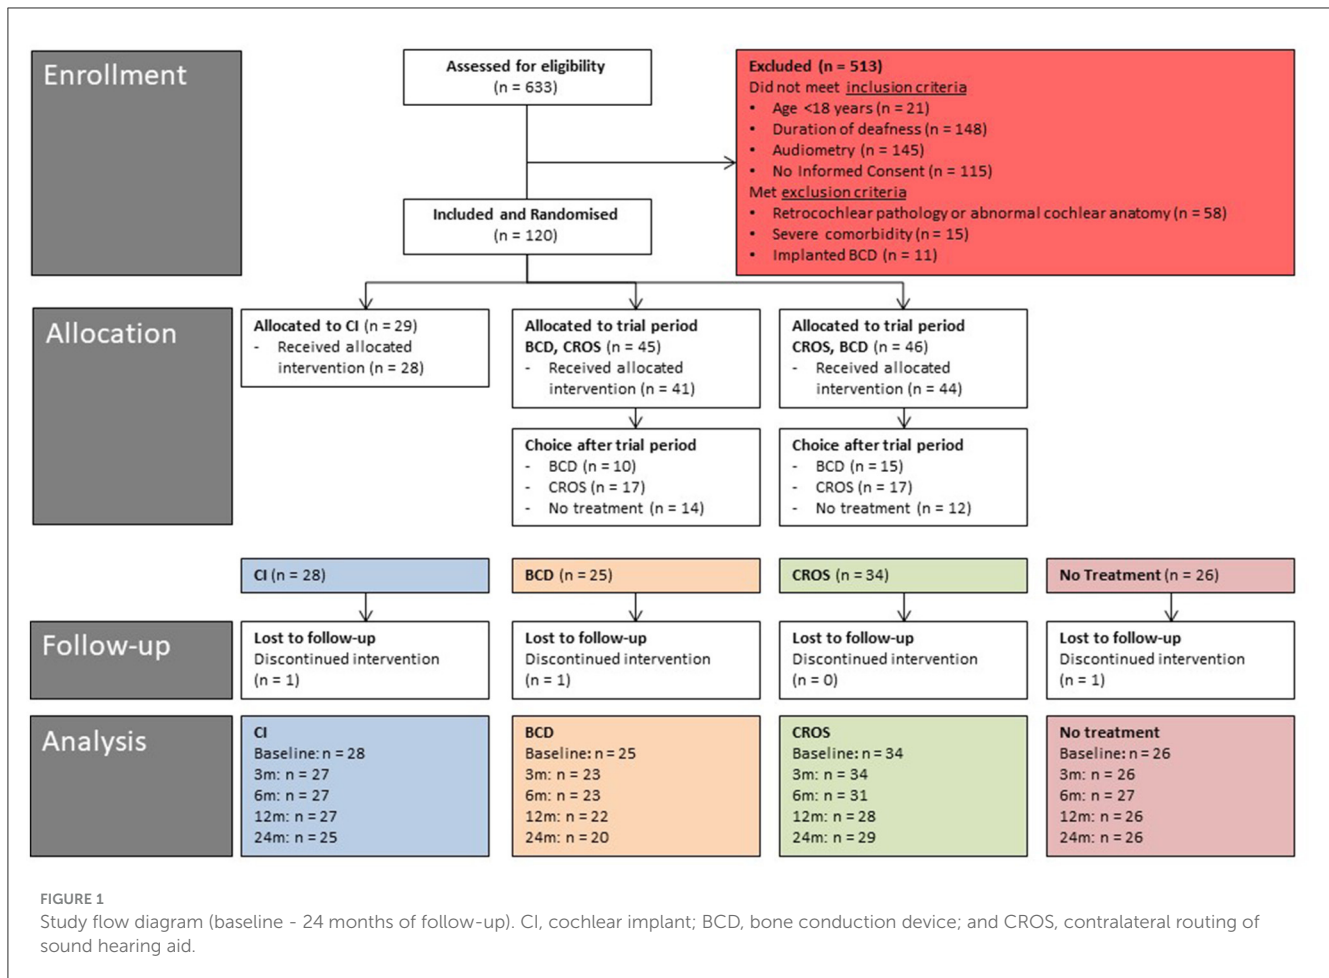 Enrollment
Assessed for eligibility
(n = 633)
Excluded (n = 513)
Did not meet inclusion criteria
• Age <18 years (n = 21)
• Duration of deafness (n = 148)
• Audiometry (n = 145)
• No Informed Consent (n = 115)
Met exclusion criteria
• Retrocochlear pathology or abnormal cochlear anatomy (n = 58)
• Severe comorbidity (n = 15)
• Implanted BCD (n = 11)
Included and Randomised
(n = 120)
Allocation
Allocated to CI (n = 29)
- Received allocated
intervention (n = 28)
Allocated to trial period
BCD, CROS (n = 45)
- Received allocated
intervention (n = 41)
Allocated to trial period
CROS, BCD (n = 46)
- Received allocated
intervention (n = 44)
Choice after trial period
- BCD (n = 10)
- CROS (n = 17)
- No treatment (n = 14)
Choice after trial period
- BCD (n = 15)
- CROS (n = 17)
- No treatment (n = 12)
CI (n = 28)
BCD (n = 25)
CROS (n = 34)
No Treatment (n = 26)
Follow-up
Lost to follow-up
Discontinued intervention
(n = 1)
Lost to follow-up
Discontinued intervention
(n = 1)
Lost to follow-up
Discontinued intervention
(n = 0)
Lost to follow-up
Discontinued intervention
(n = 1)
Analysis
CI
Baseline: n = 28
3m: n = 27
6m: n = 27
12m: n = 27
24m: n = 25
BCD
Baseline: n = 25
3m: n = 23
6m: n = 23
12m: n = 22
24m: n = 20
CROS
Baseline: n = 34
3m: n = 34
6m: n = 31
12m: n = 28
24m: n = 29
No treatment
Baseline: n = 26
3m: n = 26
6m: n = 27
12m: n = 26
24m: n = 26
FIGURE 1
Study flow diagram (baseline - 24 months of follow-up). CI, cochlear implant; BCD, bone conduction device; and CROS, contralateral routing of
sound hearing aid.